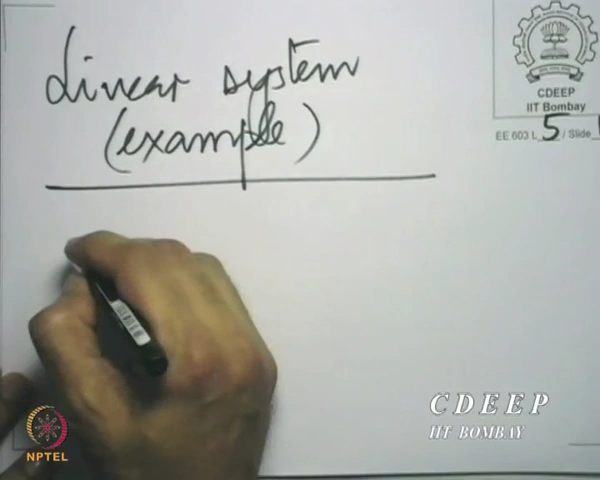 Linear system
(example)
CDEEP
IIT Bombay
EE 603 L 5 / Slide
CDEEP
IIT BOMBAY
NPTEL